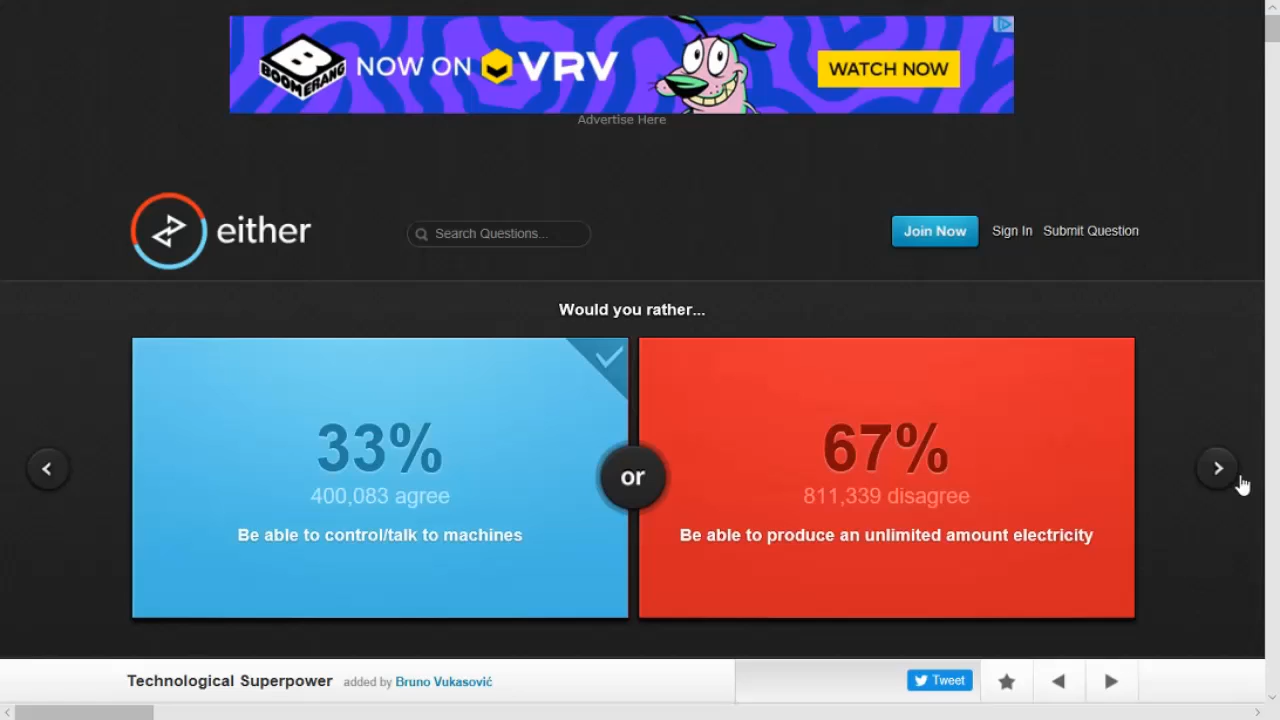 BOOMERANG NOW ON VRV WATCH NOW
Advertise Here
either Search Questions... Join Now Sign In Submit Question
Would you rather...
33%
400,083 agree
Be able to control/talk to machines
or
67%
811,339 disagree
Be able to produce an unlimited amount electricity
Technological Superpower added by Bruno Vukasović Tweet